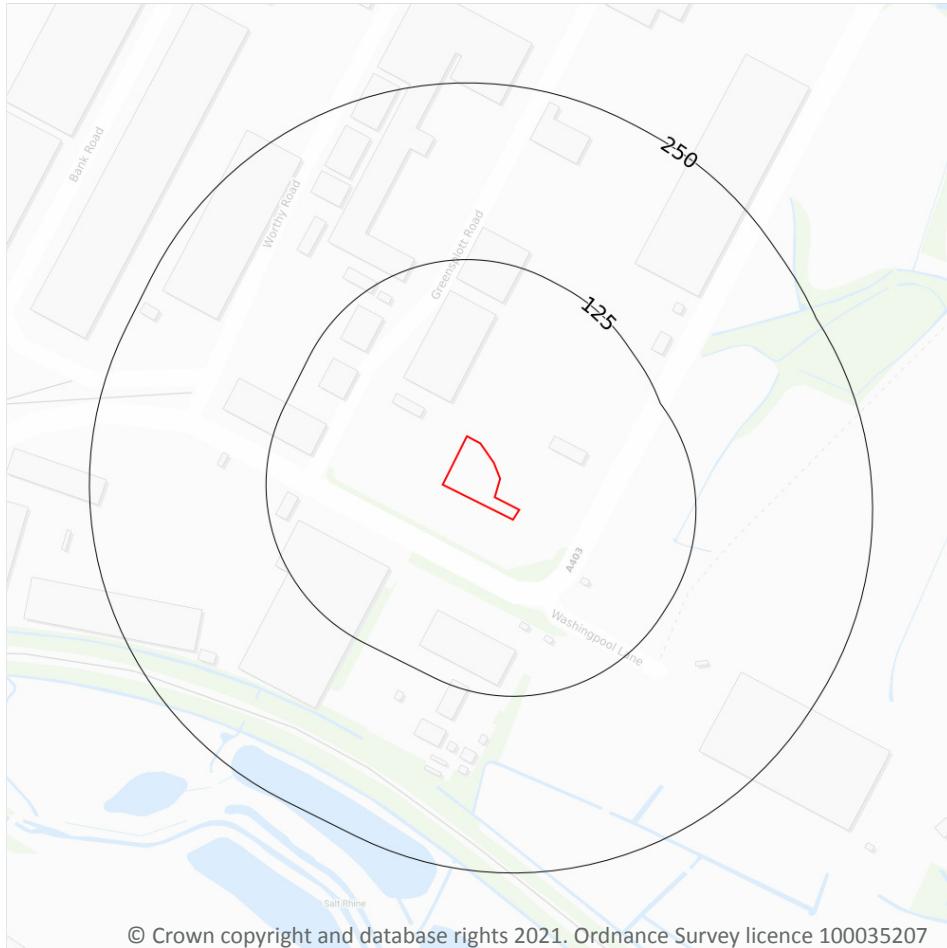 250
Bank Road
Worthy Road
Greensplott Road
125
A403
Washingpool Lane
Salt Rhine
© Crown copyright and database rights 2021. Ordnance Survey licence 100035207